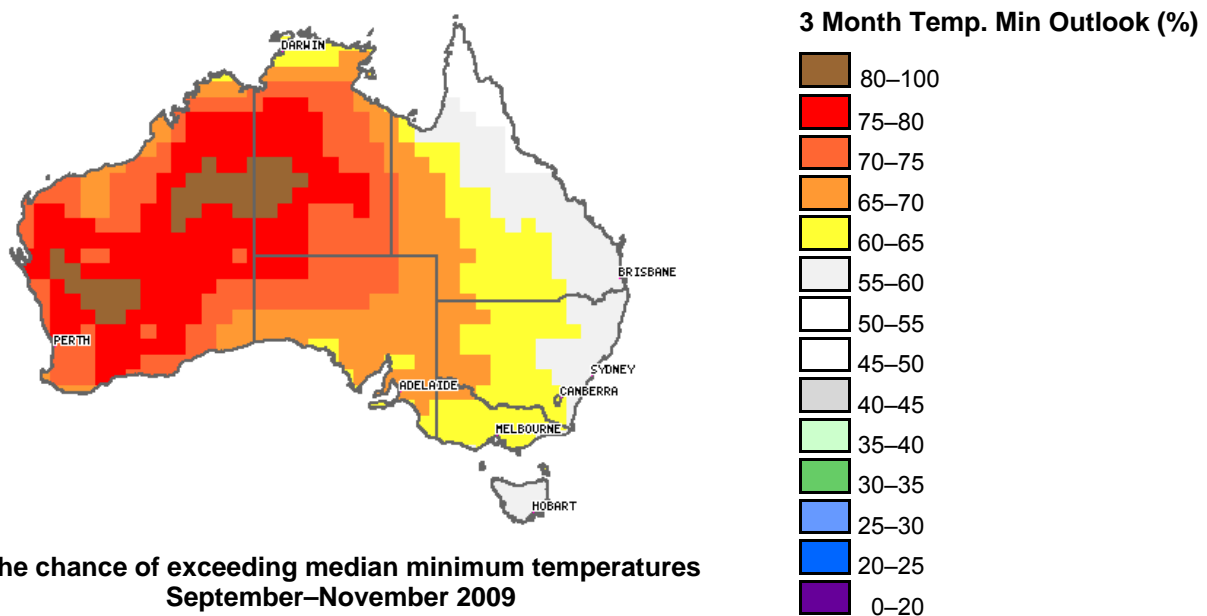 3 Month Temp. Min Outlook (%)
DARWIN
80–100
75–80
70–75
65–70
60–65
55–60
BRISBANE
50–55
PERTH
45–50
SYDNEY
ADELAIDE
CANBERRA
40–45
MELBOURNE
35–40
30–35
HOBART
25–30
20–25
0–20
he chance of exceeding median minimum temperatures
September–November 2009